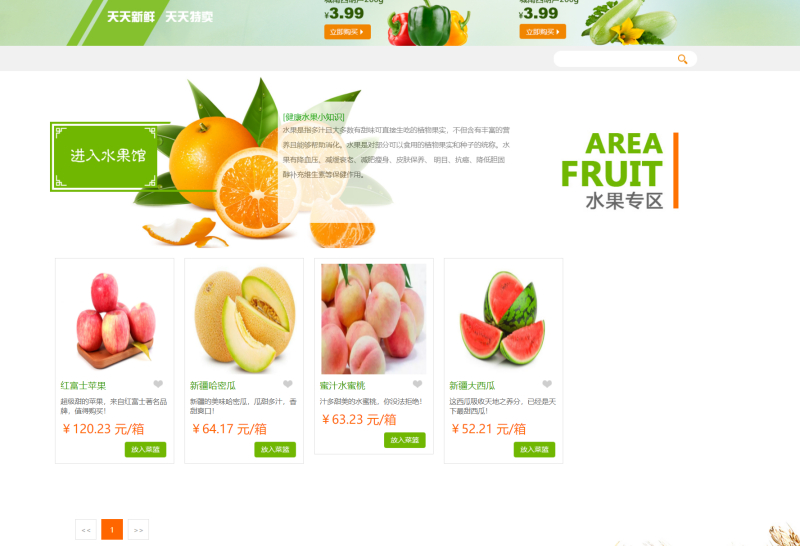 天天新鲜 天天特卖
¥3.99
立即购买
¥3.99
立即购买
进入水果馆
[健康水果小知识]
水果是指多汁且大多数有甜味可直接生吃的植物果实，不但含有丰富的营
养且能够帮助消化。水果是对部分可以食用的植物果实和种子的统称。水
果有降血压、减缓衰老、减肥瘦身、皮肤保养、 明目、抗癌、降低胆固
醇补充维生素等保健作用。
AREA
FRUIT
水果专区
红富士苹果
超级甜的苹果，来自红富士著名品
牌，值得购买！
￥120.23 元/箱
放入菜篮
新疆哈密瓜
新疆的美味哈密瓜，瓜甜多汁、香
甜爽口！
￥64.17 元/箱
放入菜篮
蜜汁水蜜桃
汁多甜美的水蜜桃，你没法拒绝！
￥63.23 元/箱
放入菜篮
新疆大西瓜
这西瓜吸收天地之养分，已经是天
下最甜西瓜！
￥52.21 元/箱
放入菜篮
<< 1 >>